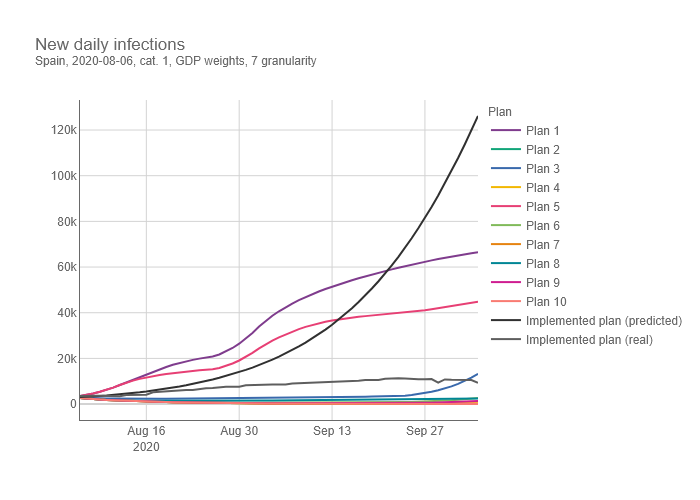 New daily infections
Spain, 2020-08-06, cat. 1, GDP weights, 7 granularity
Plan
Plan 1
Plan 2
Plan 3
Plan 4
Plan 5
Plan 6
Plan 7
Plan 8
Plan 9
Plan 10
Implemented plan (predicted)
Implemented plan (real)
120k
100k
80k
60k
40k
20k
0
Aug 16 Aug 30 Sep 13 Sep 27
2020